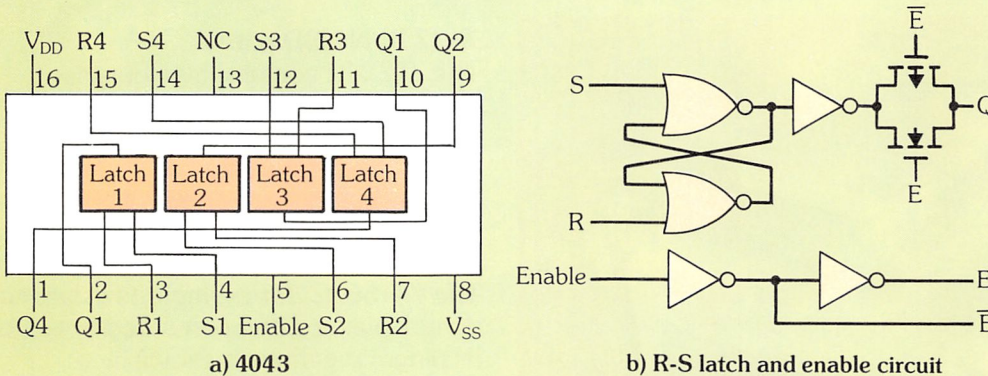 V_DD R4 S4 NC S3 R3 Q1 Q2
16 15 14 13 12 11 10 9
Latch 1
Latch 2
Latch 3
Latch 4
1 2 3 4 5 6 7 8
Q4 Q1 R1 S1 Enable S2 R2 V_SS
a) 4043
E̅
S
Q
E
R
Enable
E
E̅
b) R-S latch and enable circuit